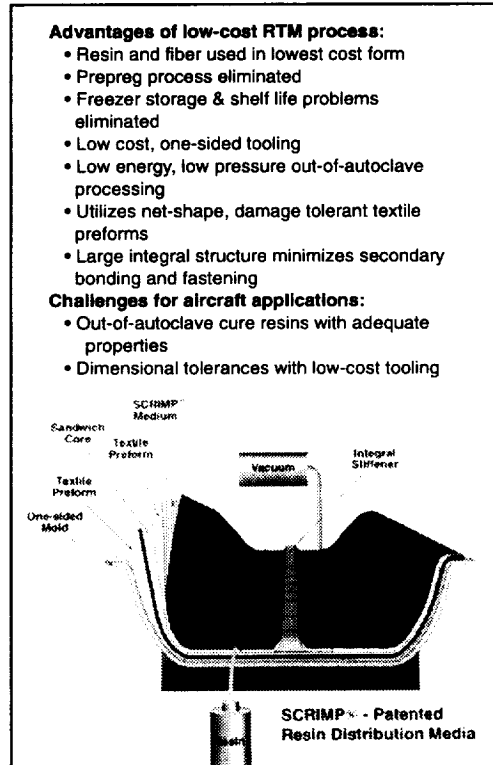 Advantages of low-cost RTM process:
• Resin and fiber used in lowest cost form
• Prepreg process eliminated
• Freezer storage & shelf life problems
eliminated
• Low cost, one-sided tooling
• Low energy, low pressure out-of-autoclave
processing
• Utilizes net-shape, damage tolerant textile
preforms
• Large integral structure minimizes secondary
bonding and fastening
Challenges for aircraft applications:
• Out-of-autoclave cure resins with adequate
properties
• Dimensional tolerances with low-cost tooling
SCRIMP
Medium
Sandwich
Core
Textile
Preform
Textile
Preform
One-sided
Mold
Vacuum
Integral
Stiffener
Resin
SCRIMP - Patented
Resin Distribution Media